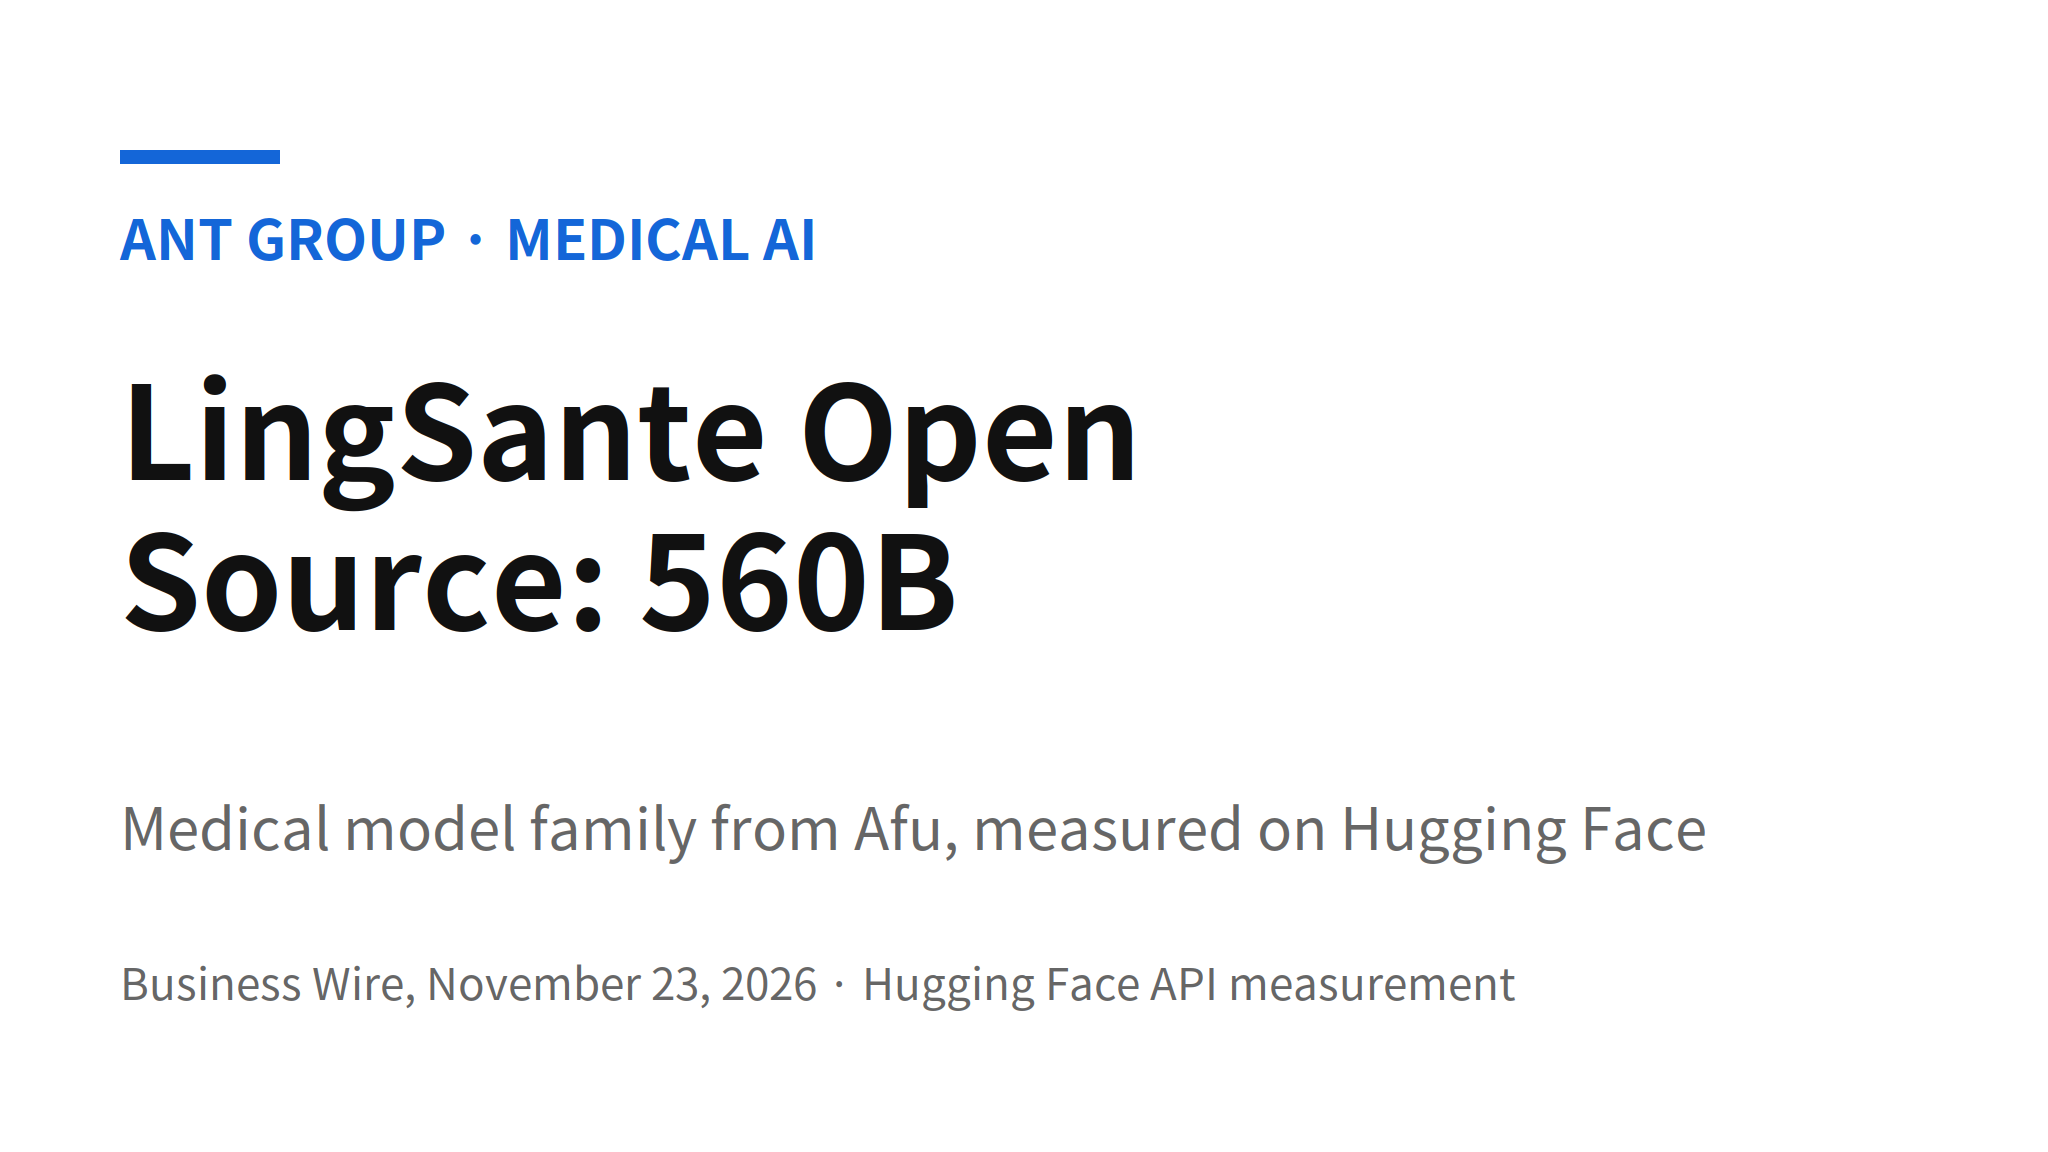 ANT GROUP · MEDICAL AI
LingSante Open
Source: 560B
Medical model family from Afu, measured on Hugging Face
Business Wire, November 23, 2026 · Hugging Face API measurement